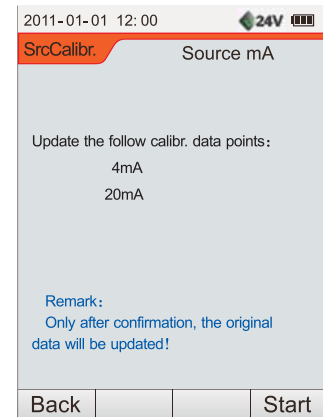 2011-01-01 12:00 24V
SrcCalibr. Source mA
Update the follow calibr. data points:
4mA
20mA
Remark:
Only after confirmation, the original
data will be updated!
Back Start